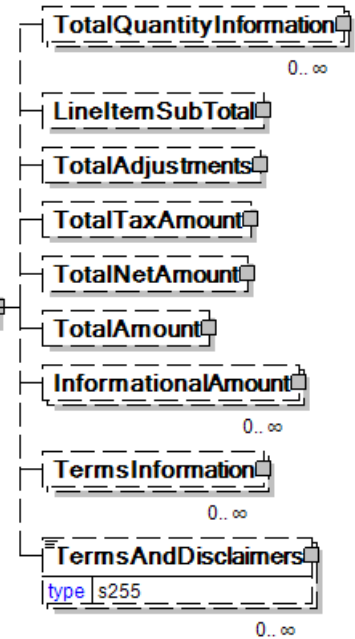 TotalQuantityInformation
0.. ∞
LineItemSubTotal
TotalAdjustments
TotalTaxAmount
TotalNetAmount
TotalAmount
InformationalAmount
0.. ∞
TermsInformation
0.. ∞
TermsAndDisclaimers
type s255
0.. ∞